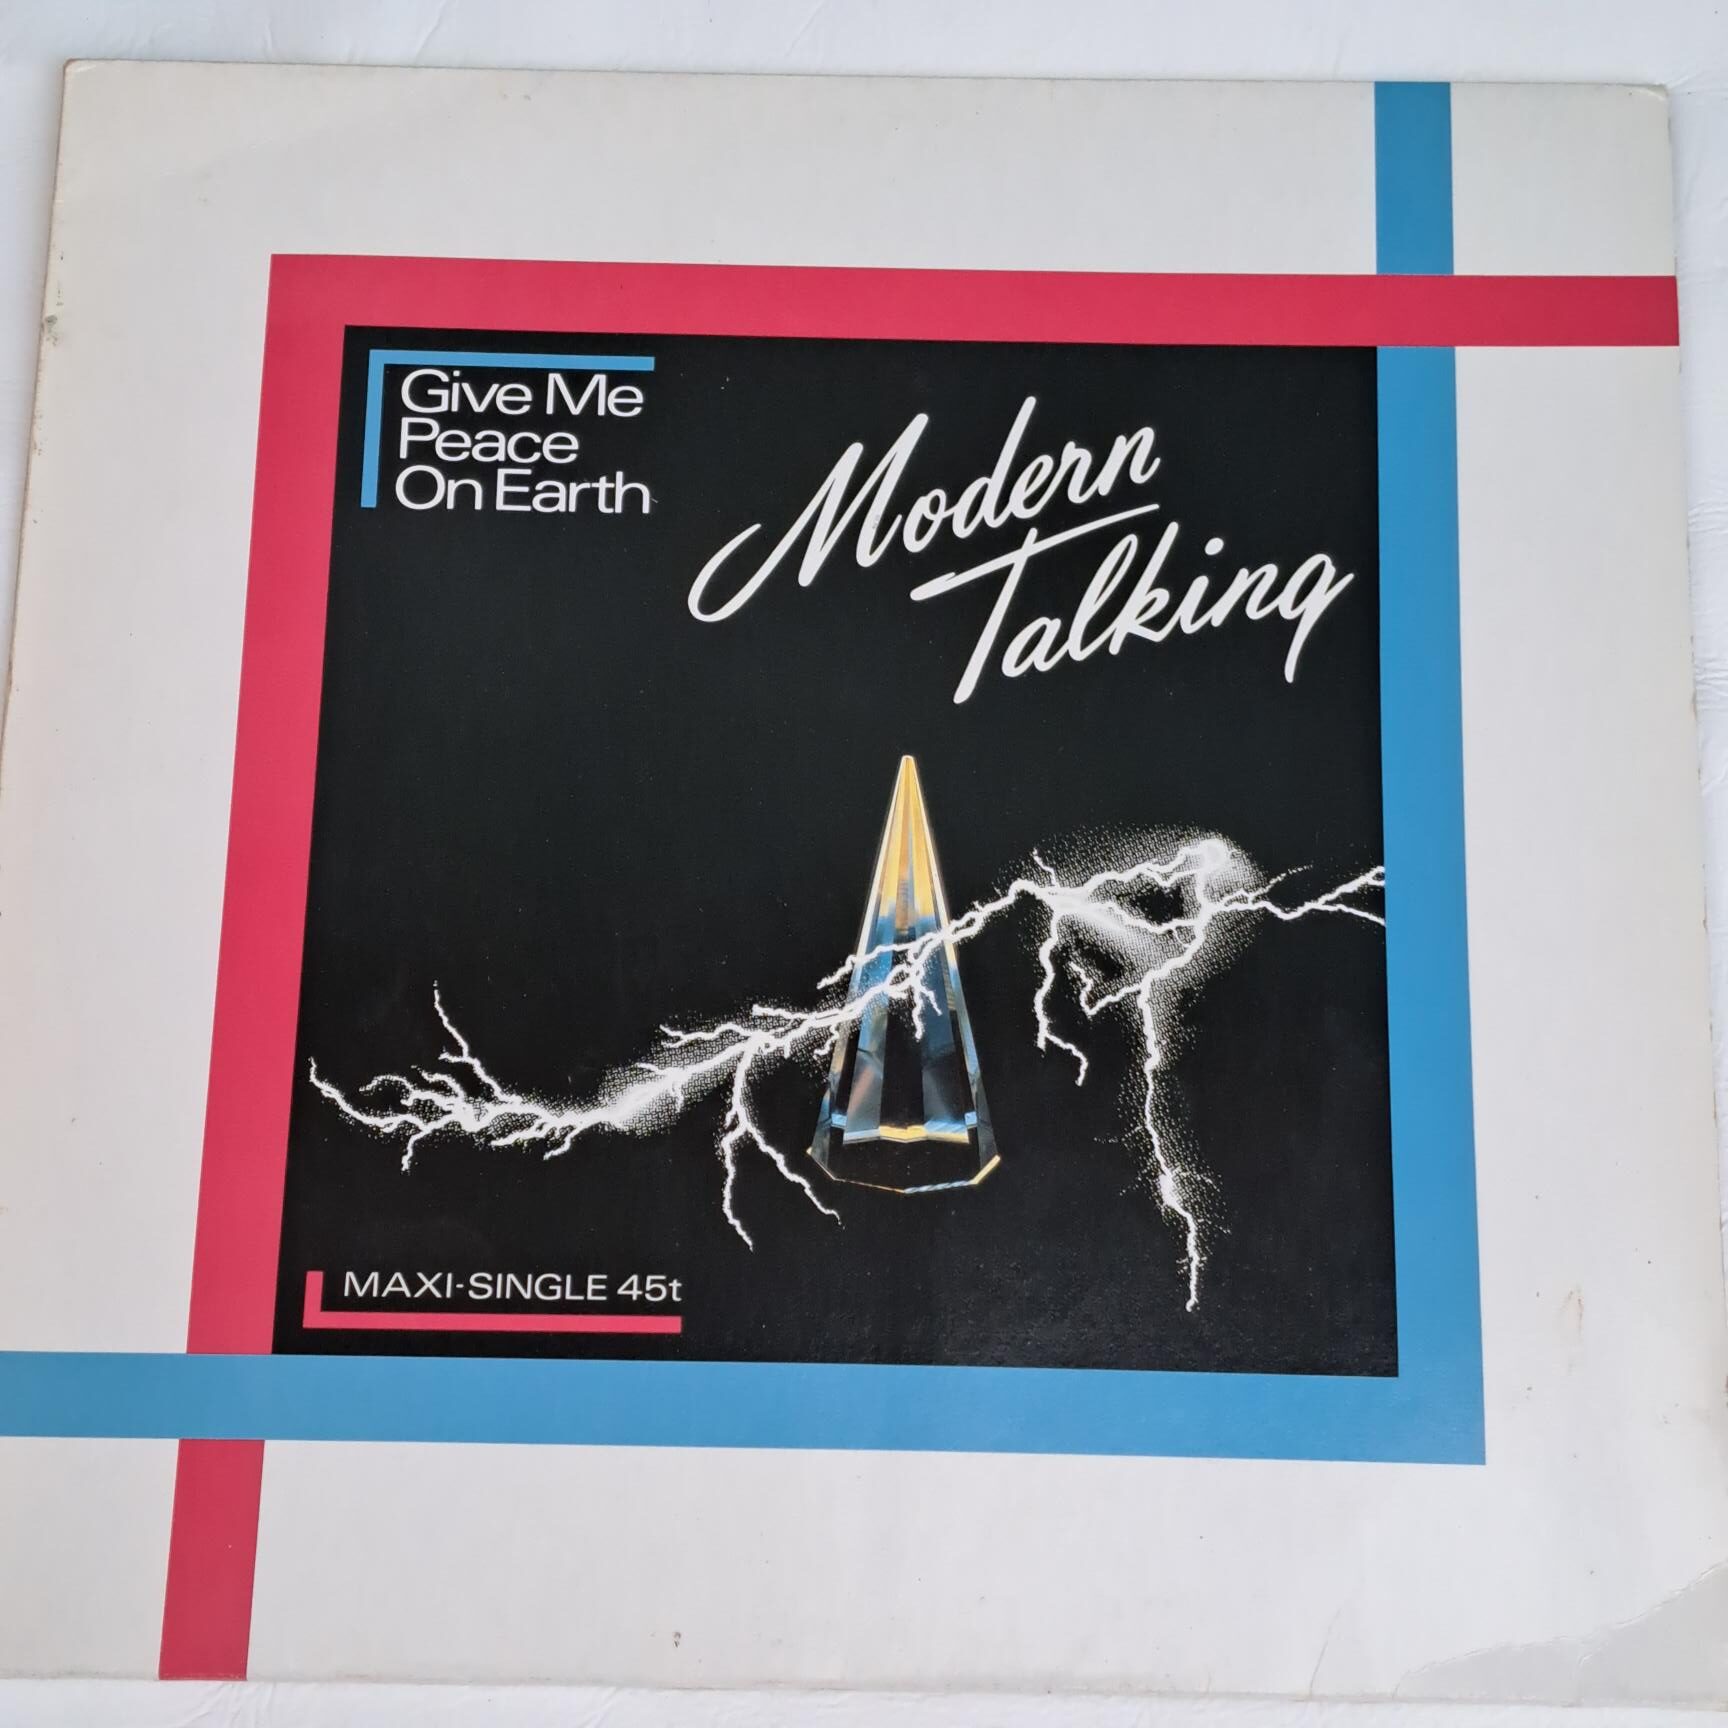 Give Me
Peace
On Earth
Modern
Talking
MAXI-SINGLE 45t